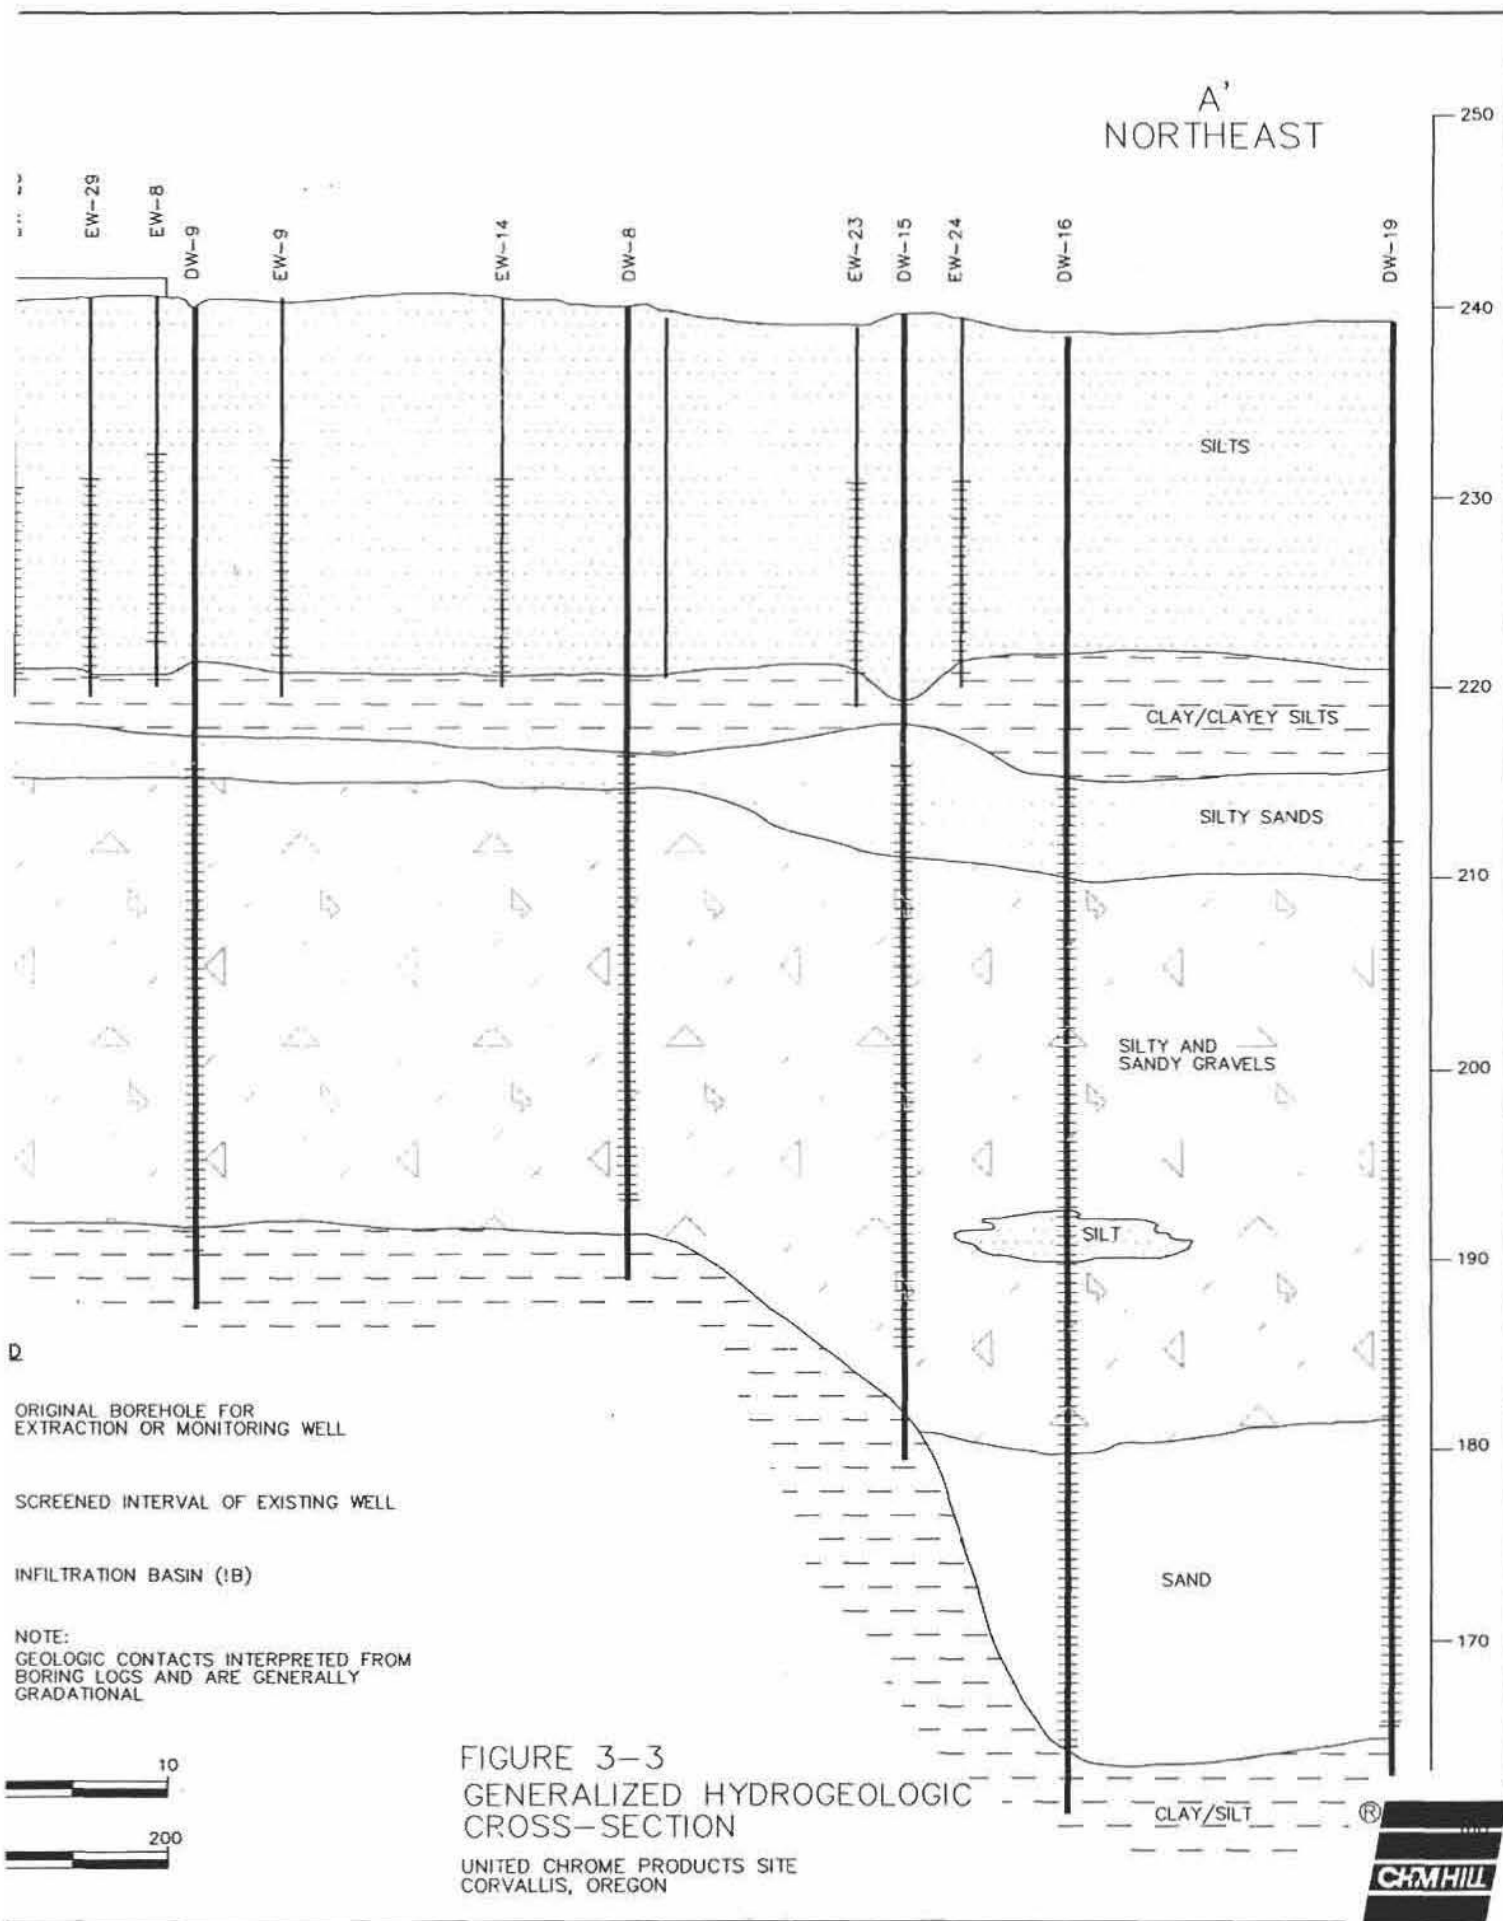 A'
NORTHEAST
250
EW-29
EW-8
DW-9
EW-9
EW-14
DW-8
EW-23
DW-15
EW-24
DW-16
DW-19
240
SILTS
230
220
CLAY/CLAYEY SILTS
SILTY SANDS
210
SILTY AND
SANDY GRAVELS
200
SILT
190
180
SAND
170
CLAY/SILT
D
ORIGINAL BOREHOLE FOR
EXTRACTION OR MONITORING WELL
SCREENED INTERVAL OF EXISTING WELL
INFILTRATION BASIN (IB)
NOTE:
GEOLOGIC CONTACTS INTERPRETED FROM
BORING LOGS AND ARE GENERALLY
GRADATIONAL
10
200
FIGURE 3-3
GENERALIZED HYDROGEOLOGIC
CROSS-SECTION
UNITED CHROME PRODUCTS SITE
CORVALLIS, OREGON
®
CH2M HILL